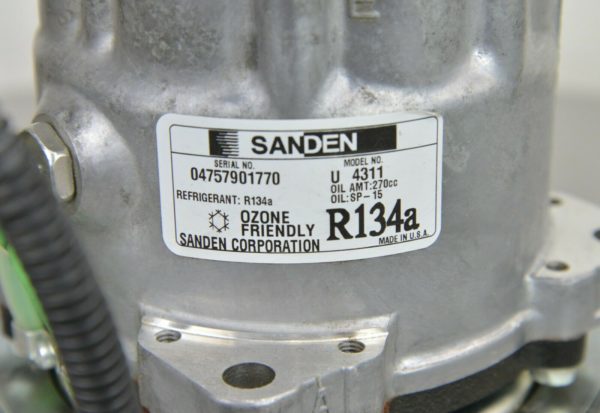 E
SANDEN
SERIAL NO. MODEL NO.
04757901770 U 4311
OIL AMT:270cc
REFRIGERANT: R134a OIL:SP-15
OZONE
FRIENDLY R134a
SANDEN CORPORATION MADE IN U.S.A.
A